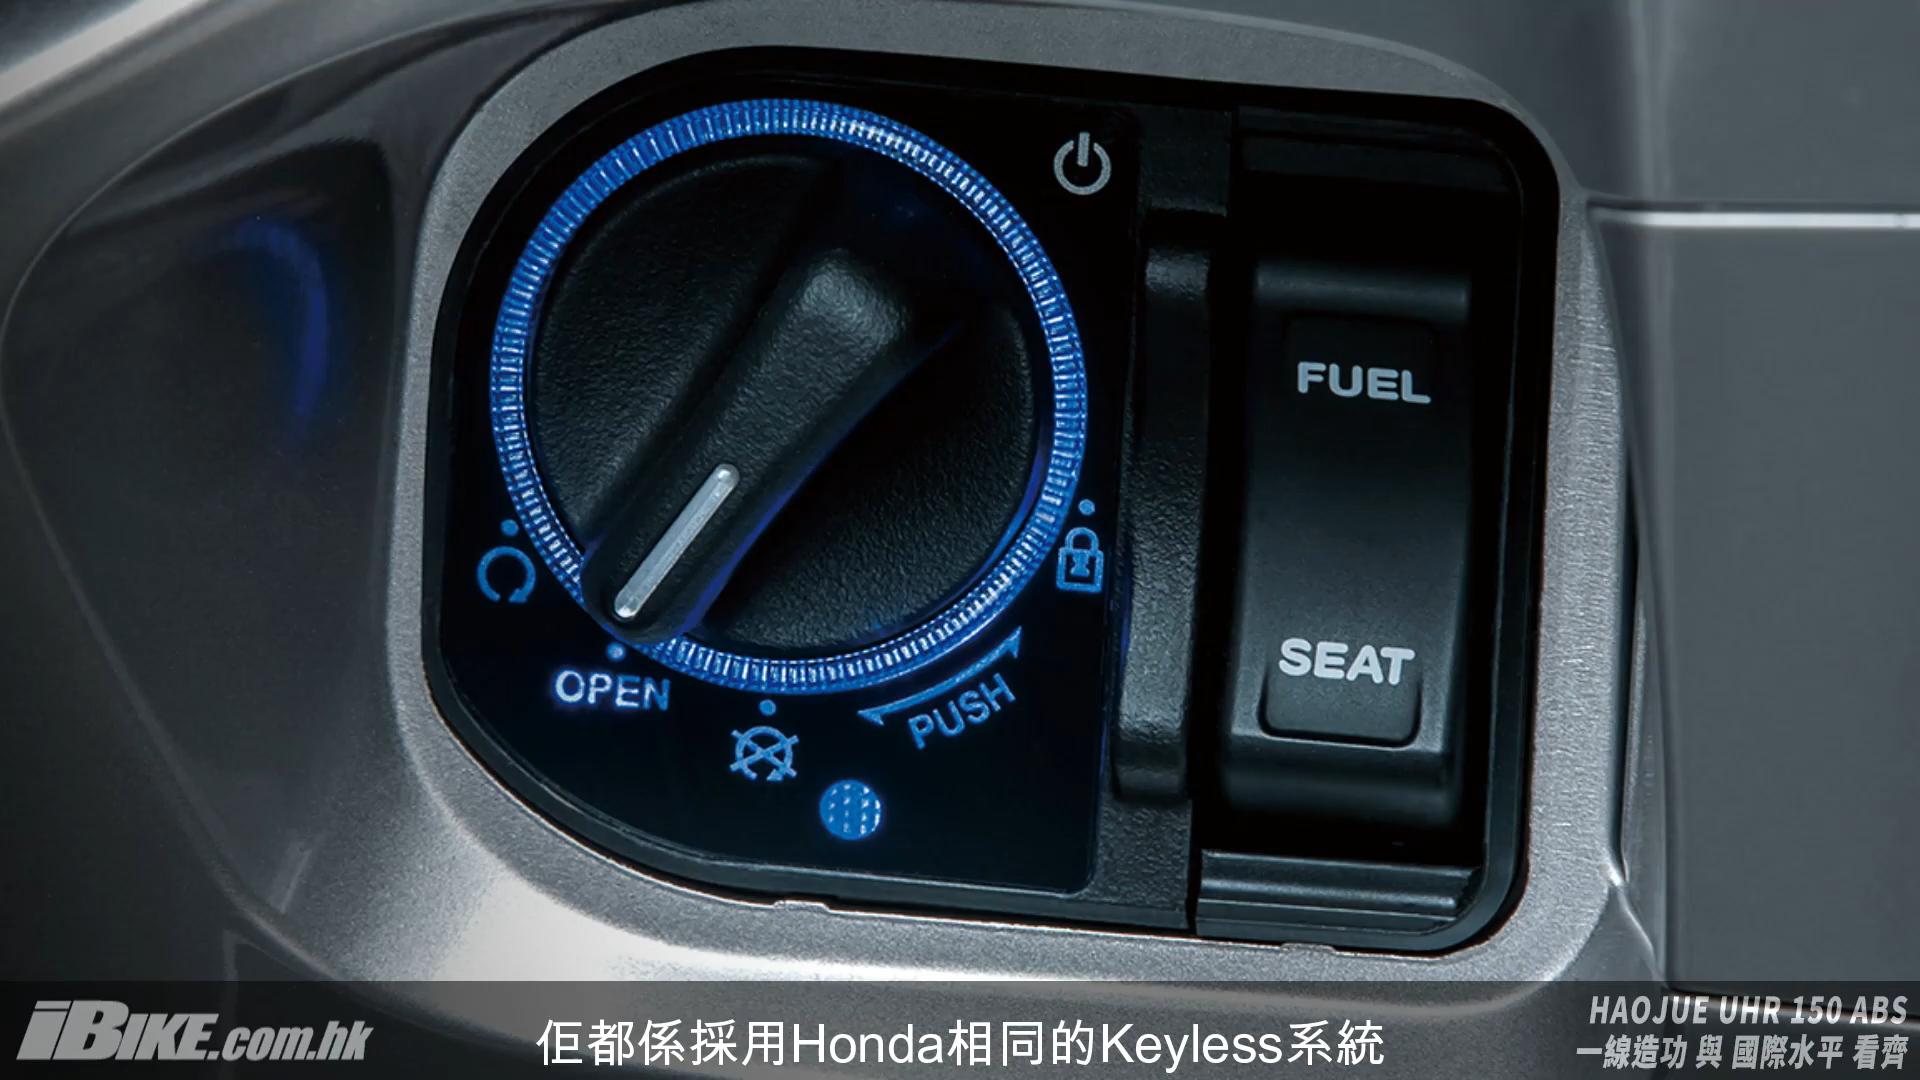 FUEL
SEAT
OPEN
PUSH
iBIKE.com.hk
佢都係採用Honda相同的Keyless系統
HAOJUE UHR 150 ABS
一線造功 與 國際水平 看齊